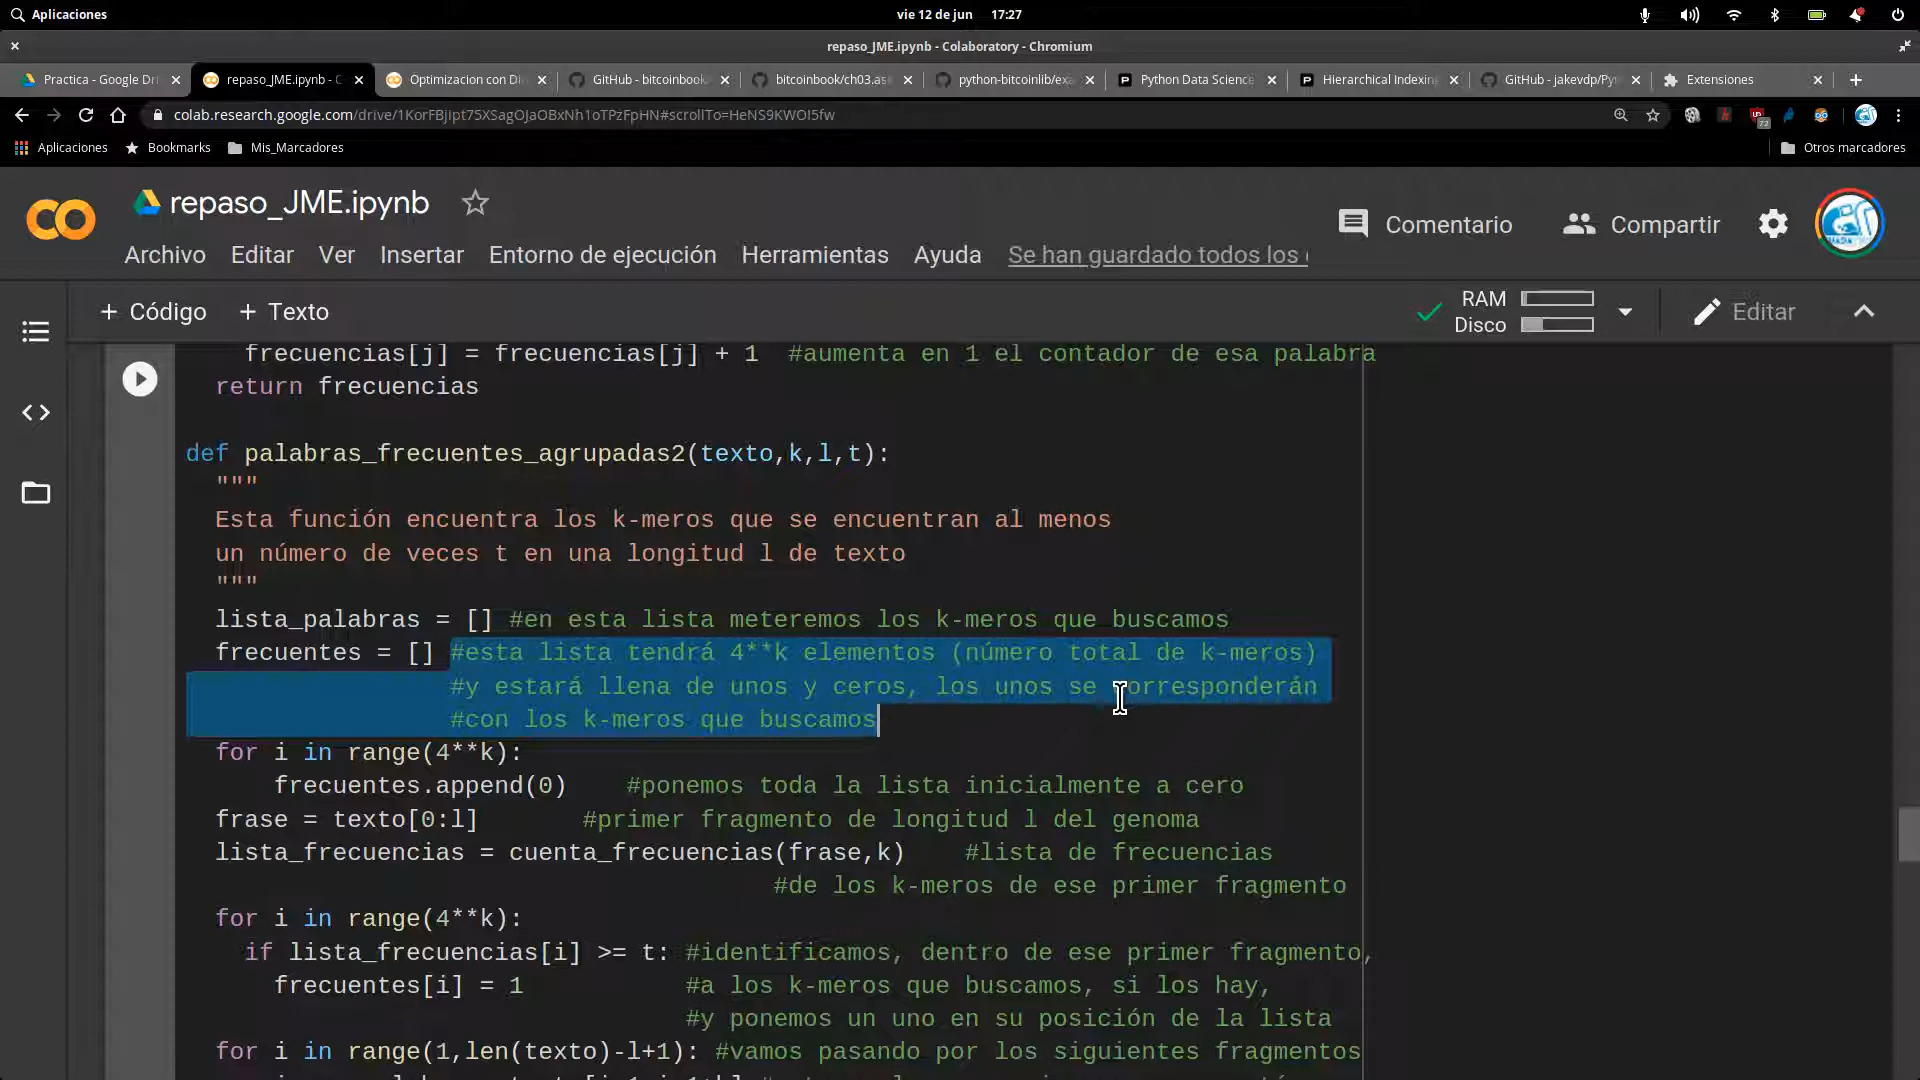 Aplicaciones
vie 12 de jun 17:27
repaso_JME.ipynb - Colaboratory - Chromium
Practica - Google Dri
repaso_JME.ipynb - C
Optimizacion con Di
GitHub - bitcoinbook
bitcoinbook/ch03.as
python-bitcoinlib/exa
Python Data Science
Hierarchical Indexing
GitHub - jakevdp/Pyt
Extensiones
colab.research.google.com/drive/1KorFBJipt75XSagOJaOBxNh1oTPzFpHN#scrollTo=HeNS9KWOI5fw
Aplicaciones
Bookmarks
Mis_Marcadores
Otros marcadores
repaso_JME.ipynb
Comentario
Compartir
Archivo Editar Ver Insertar Entorno de ejecución Herramientas Ayuda Se han guardado todos los
+ Código + Texto
RAM
Disco
Editar
frecuencias[j] = frecuencias[j] + 1 #aumenta en 1 el contador de esa palabra
return frecuencias
def palabras_frecuentes_agrupadas2(texto,k,l,t):
"""
Esta función encuentra los k-meros que se encuentran al menos
un número de veces t en una longitud l de texto
"""
lista_palabras = [] #en esta lista meteremos los k-meros que buscamos
frecuentes = [] #esta lista tendrá 4**k elementos (número total de k-meros)
#y estará llena de unos y ceros, los unos se corresponderán
#con los k-meros que buscamos
for i in range(4**k):
frecuentes.append(0) #ponemos toda la lista inicialmente a cero
frase = texto[0:l] #primer fragmento de longitud l del genoma
lista_frecuencias = cuenta_frecuencias(frase,k) #lista de frecuencias
#de los k-meros de ese primer fragmento
for i in range(4**k):
if lista_frecuencias[i] >= t: #identificamos, dentro de ese primer fragmento,
frecuentes[i] = 1 #a los k-meros que buscamos, si los hay,
#y ponemos un uno en su posición de la lista
for i in range(1,len(texto)-l+1): #vamos pasando por los siguientes fragmentos